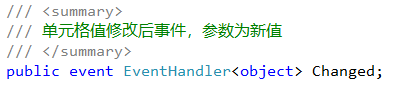 /// <summary>
/// 单元格值修改后事件，参数为新值
/// </summary>
public event EventHandler<object> Changed;